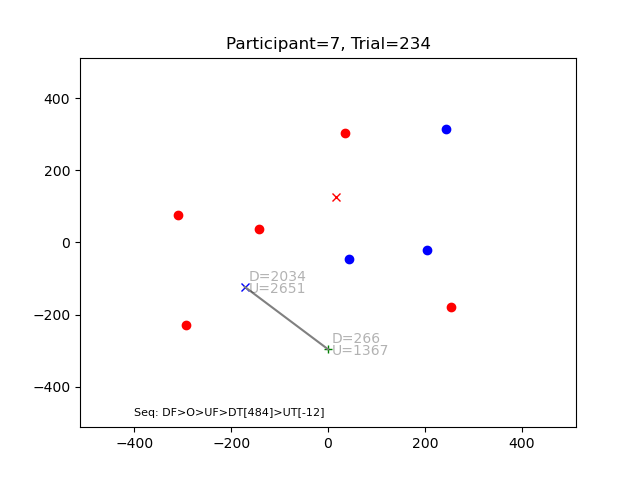 Participant=7, Trial=234
400
200
0
−200
−400
D=2034
U=2651
D=266
U=1367
Seq: DF>O>UF>DT[484]>UT[-12]
−400 −200 0 200 400